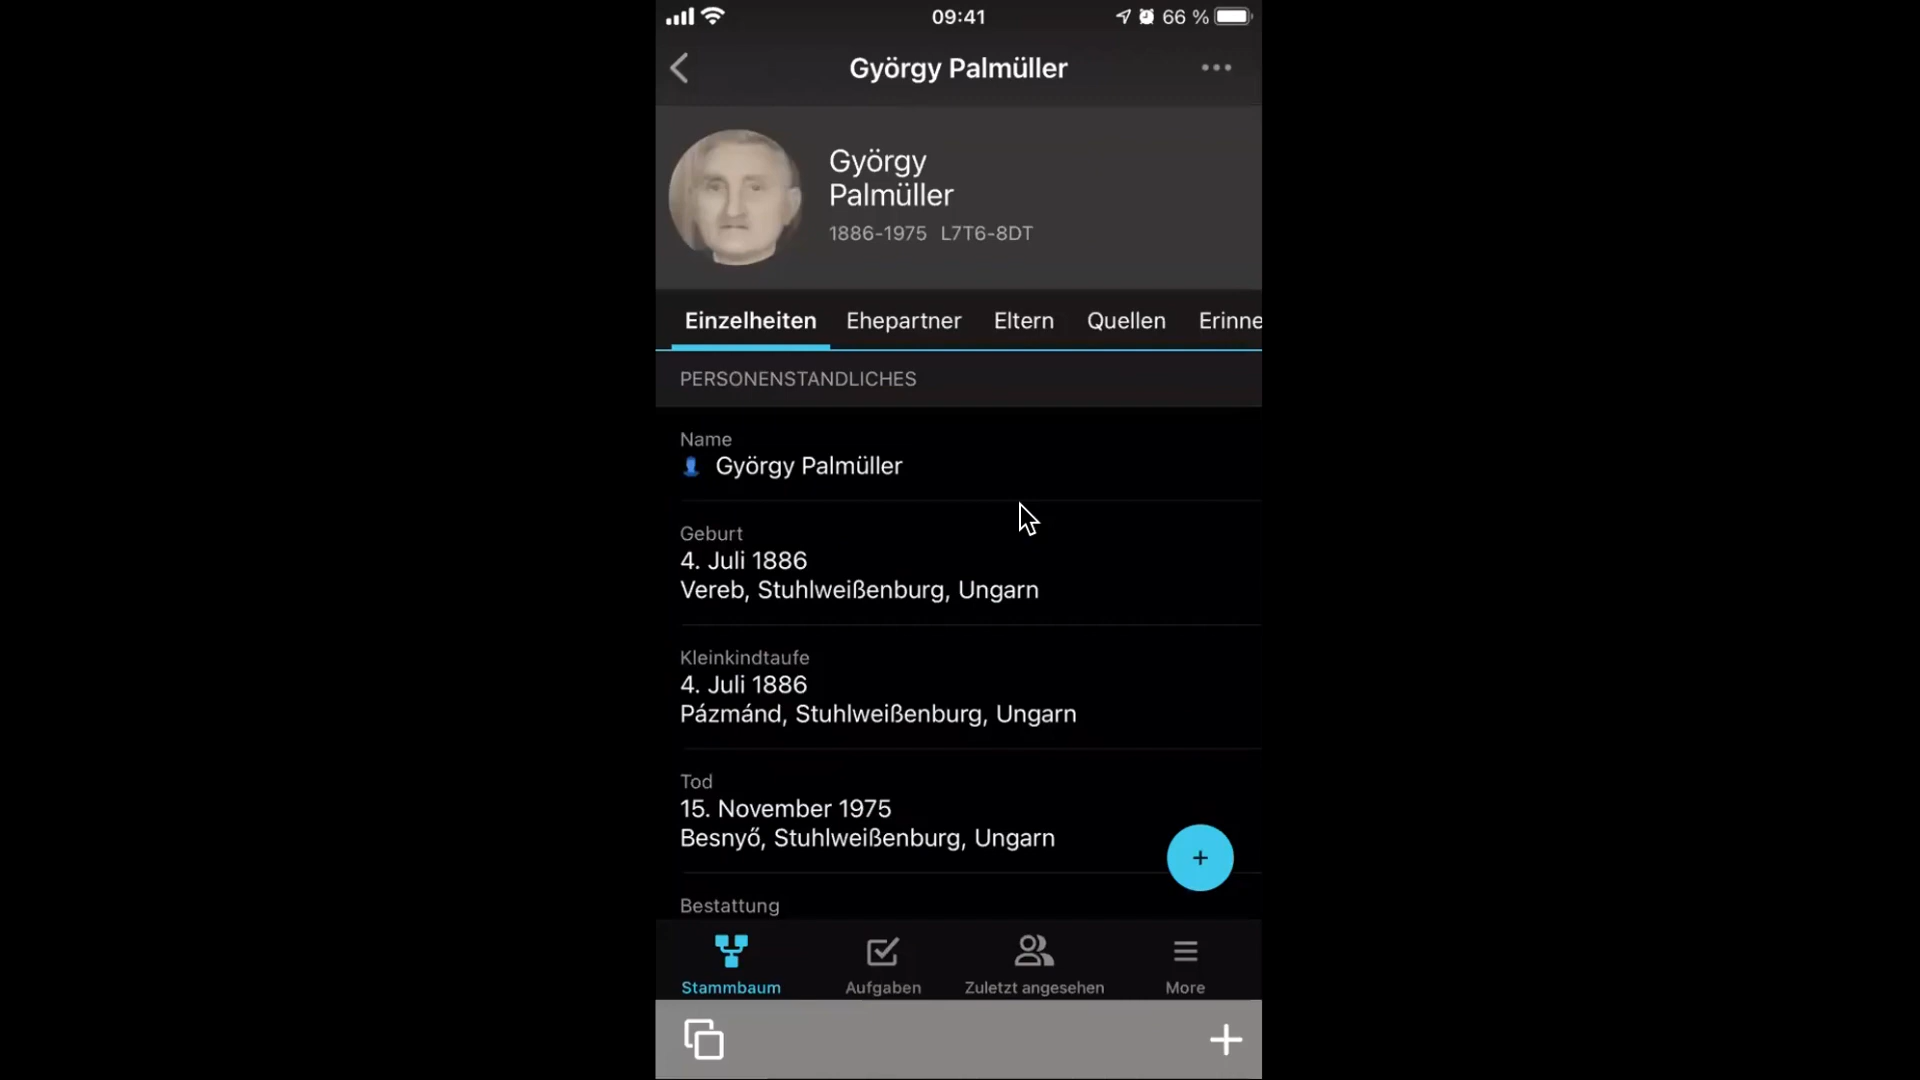 09:41
66 %
György Palmüller
György
Palmüller
1886-1975 L7T6-8DT
Einzelheiten Ehepartner Eltern Quellen Erinne
PERSONENSTANDLICHES
Name
György Palmüller
Geburt
4. Juli 1886
Vereb, Stuhlweißenburg, Ungarn
Kleinkindtaufe
4. Juli 1886
Pázmánd, Stuhlweißenburg, Ungarn
Tod
15. November 1975
Besnyő, Stuhlweißenburg, Ungarn
Bestattung
Stammbaum Aufgaben Zuletzt angesehen More